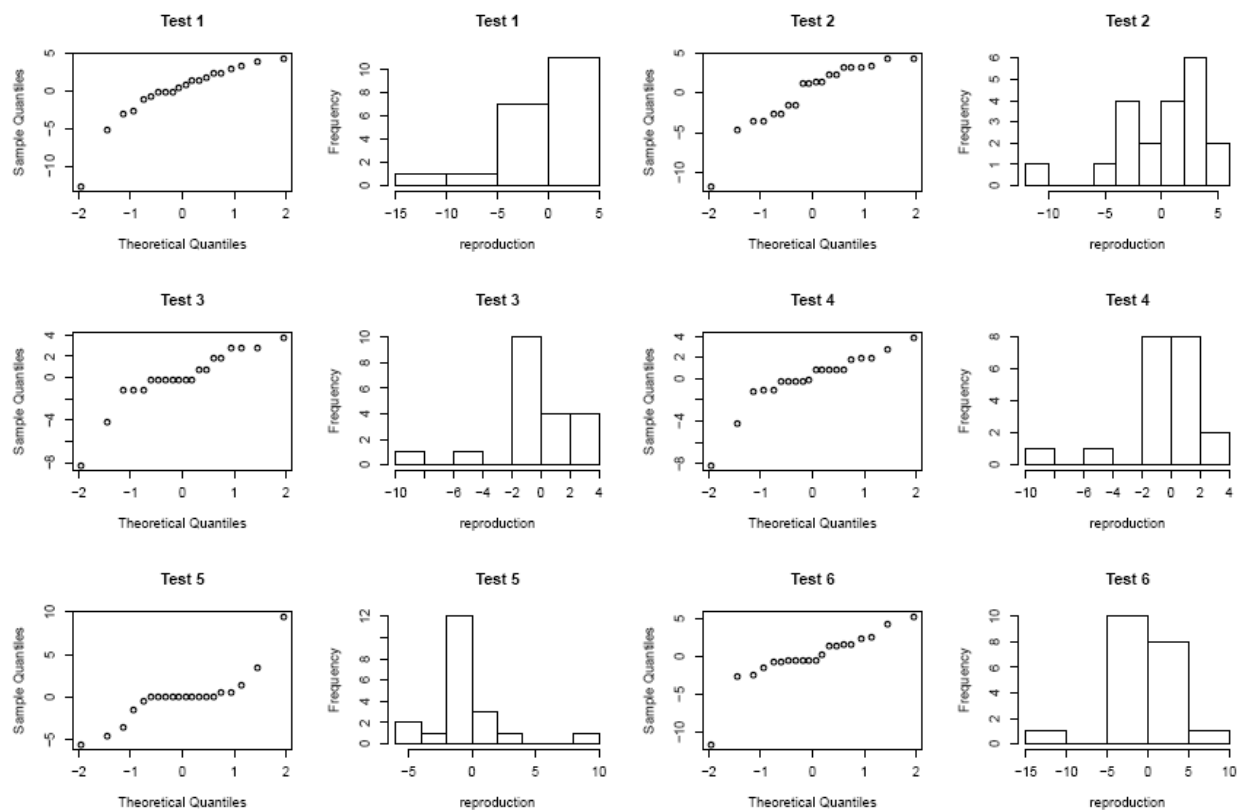 Test 1 Test 1 Test 2 Test 2
Sample Quantiles
5
0
−5
−10
−2 −1 0 1 2
Theoretical Quantiles
Frequency
10
8
6
4
2
0
−15 −10 −5 0 5
reproduction
Sample Quantiles
5
0
−5
−10
−2 −1 0 1 2
Theoretical Quantiles
Frequency
6
5
4
3
2
1
0
−10 −5 0 5
reproduction
Test 3 Test 3 Test 4 Test 4
Sample Quantiles
4
2
0
−4
−8
−2 −1 0 1 2
Theoretical Quantiles
Frequency
10
8
6
4
2
0
−10 −6 −4 −2 0 2 4
reproduction
Sample Quantiles
4
2
0
−4
−8
−2 −1 0 1 2
Theoretical Quantiles
Frequency
8
6
4
2
0
−10 −6 −4 −2 0 2 4
reproduction
Test 5 Test 5 Test 6 Test 6
Sample Quantiles
10
5
0
−5
−2 −1 0 1 2
Theoretical Quantiles
Frequency
12
8
6
4
2
0
−5 0 5 10
reproduction
Sample Quantiles
5
0
−5
−10
−2 −1 0 1 2
Theoretical Quantiles
Frequency
10
8
6
4
2
0
−15 −10 −5 0 5 10
reproduction